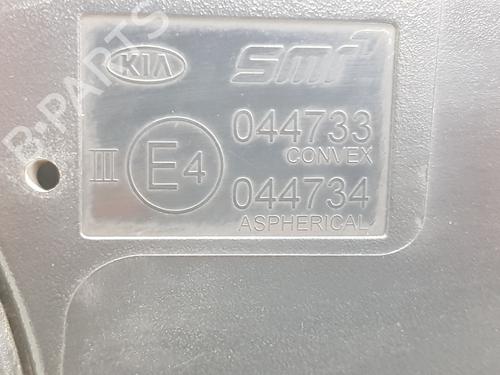 KIA SMR
044733
CONVEX
III E4
044734
ASPHERICAL
B-PARTS